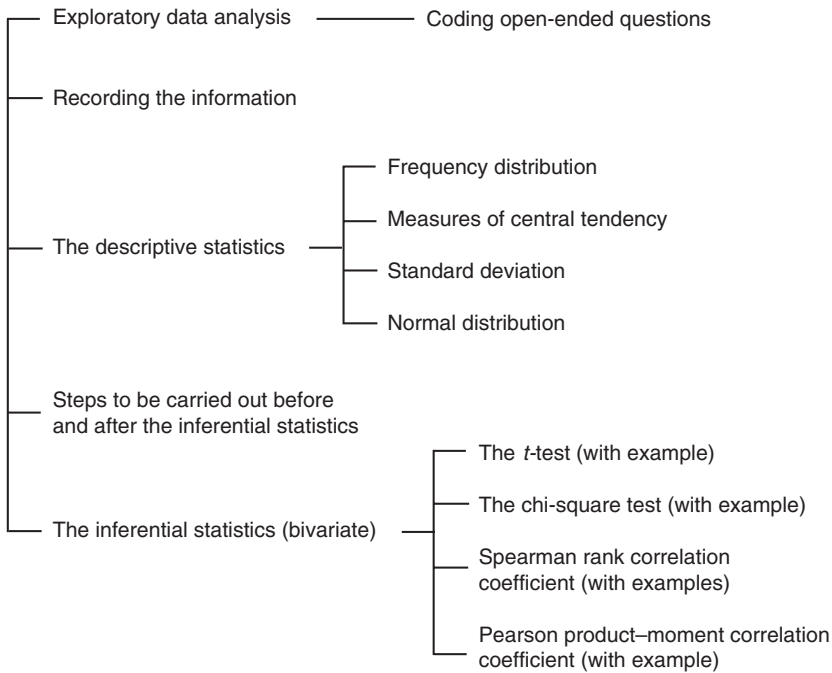 Exploratory data analysis
Coding open-ended questions
Recording the information
The descriptive statistics
Frequency distribution
Measures of central tendency
Standard deviation
Normal distribution
Steps to be carried out before
and after the inferential statistics
The inferential statistics (bivariate)
The t-test (with example)
The chi-square test (with example)
Spearman rank correlation
coefficient (with examples)
Pearson product–moment correlation
coefficient (with example)